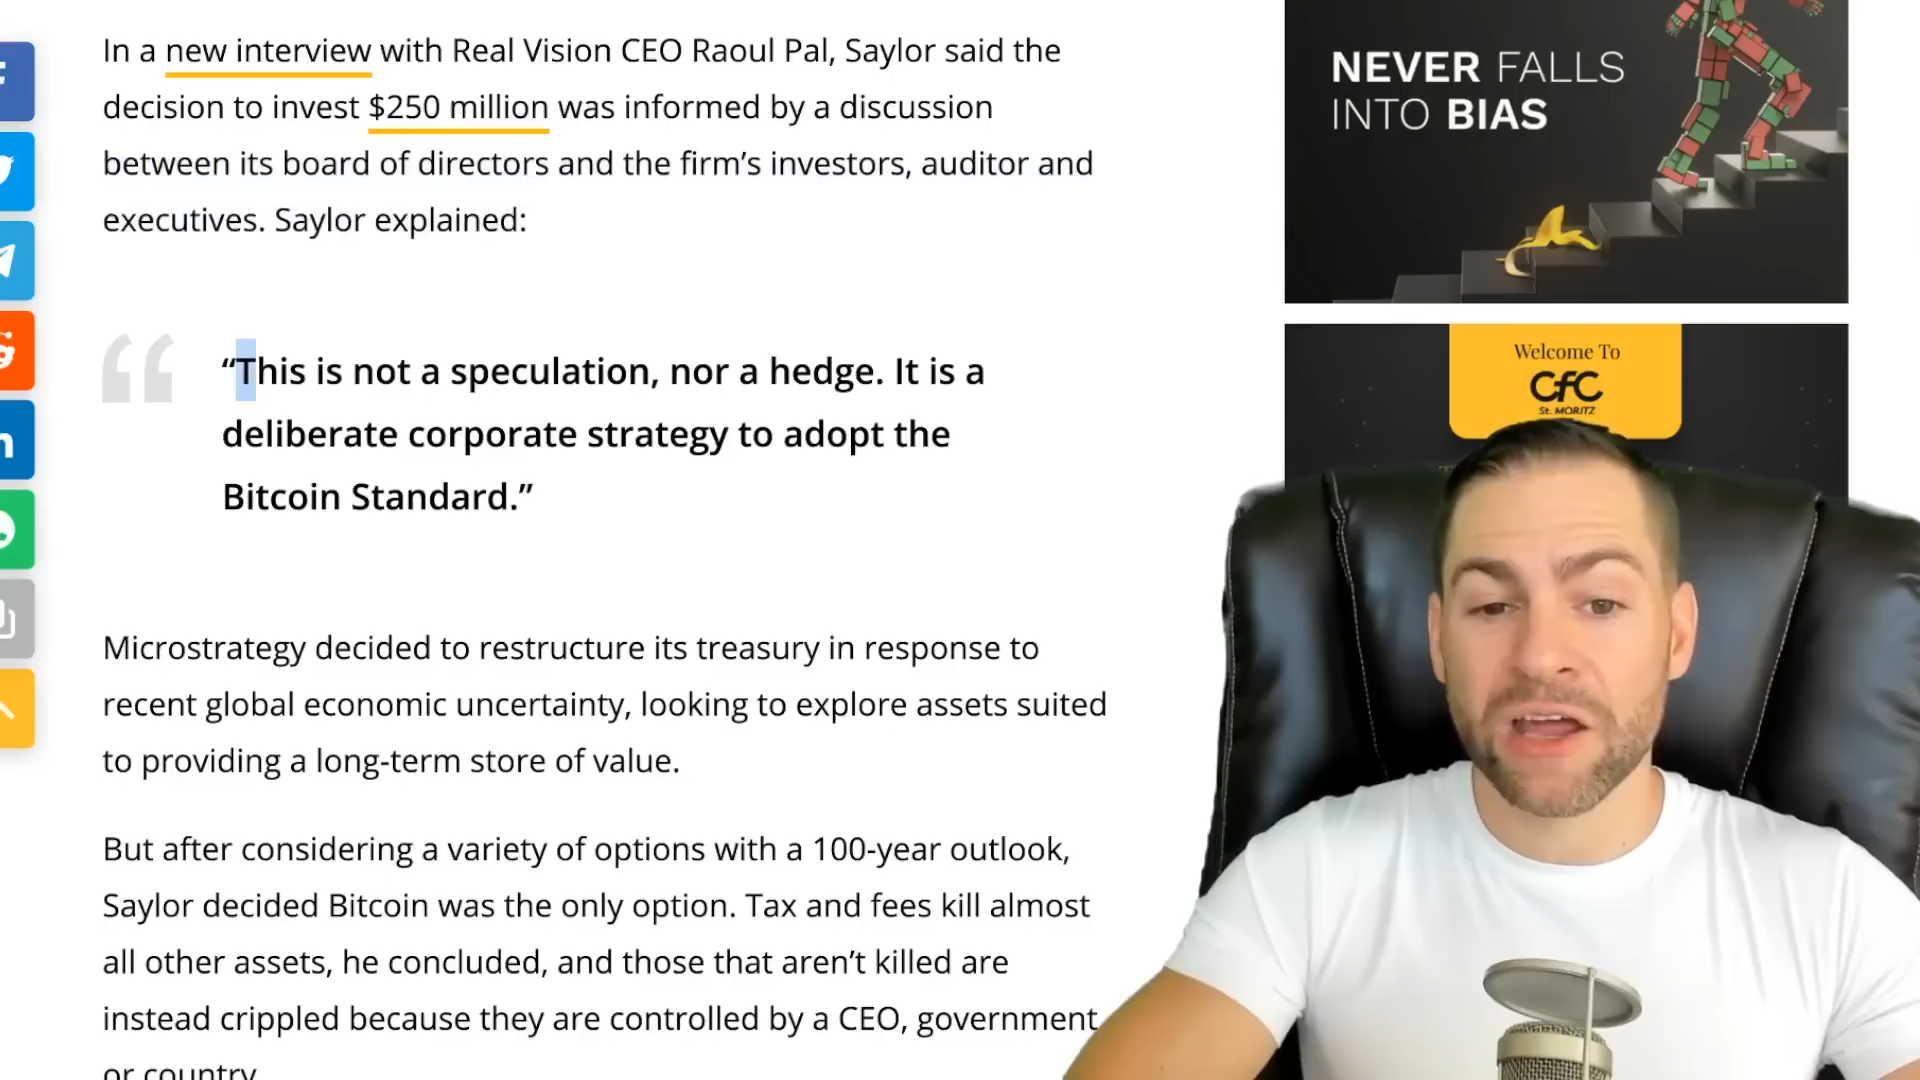 In a new interview with Real Vision CEO Raoul Pal, Saylor said the
decision to invest $250 million was informed by a discussion
between its board of directors and the firm’s investors, auditor and
executives. Saylor explained:
“This is not a speculation, nor a hedge. It is a
deliberate corporate strategy to adopt the
Bitcoin Standard.”
Microstrategy decided to restructure its treasury in response to
recent global economic uncertainty, looking to explore assets suited
to providing a long-term store of value.
But after considering a variety of options with a 100-year outlook,
Saylor decided Bitcoin was the only option. Tax and fees kill almost
all other assets, he concluded, and those that aren’t killed are
instead crippled because they are controlled by a CEO, government
or country.
NEVER FALLS
INTO BIAS
Welcome To
CfC
St. MORITZ